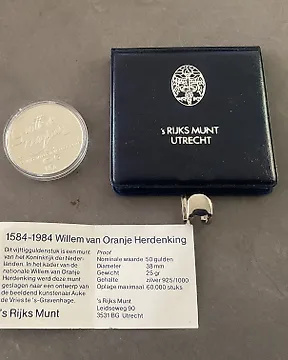 's RIJKS MUNT
UTRECHT
1584-1984 Willem van Oranje Herdenking
Dit vijftiguldenstuk is een munt
van het Koninkrijk der Neder-
landen. In het kader van de
nationale Willem van Oranje
Herdenking werd deze munt
geslagen naar een ontwerp van
de beeldend kunstenaar Auke
de Vries te 's-Gravenhage.
's Rijks Munt
Proof
Nominale waarde 50 gulden
Diameter 38 mm
Gewicht 25 gr
Gehalte zilver 925/1000
Oplage maximaal 60.000 stuks
's Rijks Munt
Leidseweg 90
3531 BG Utrecht